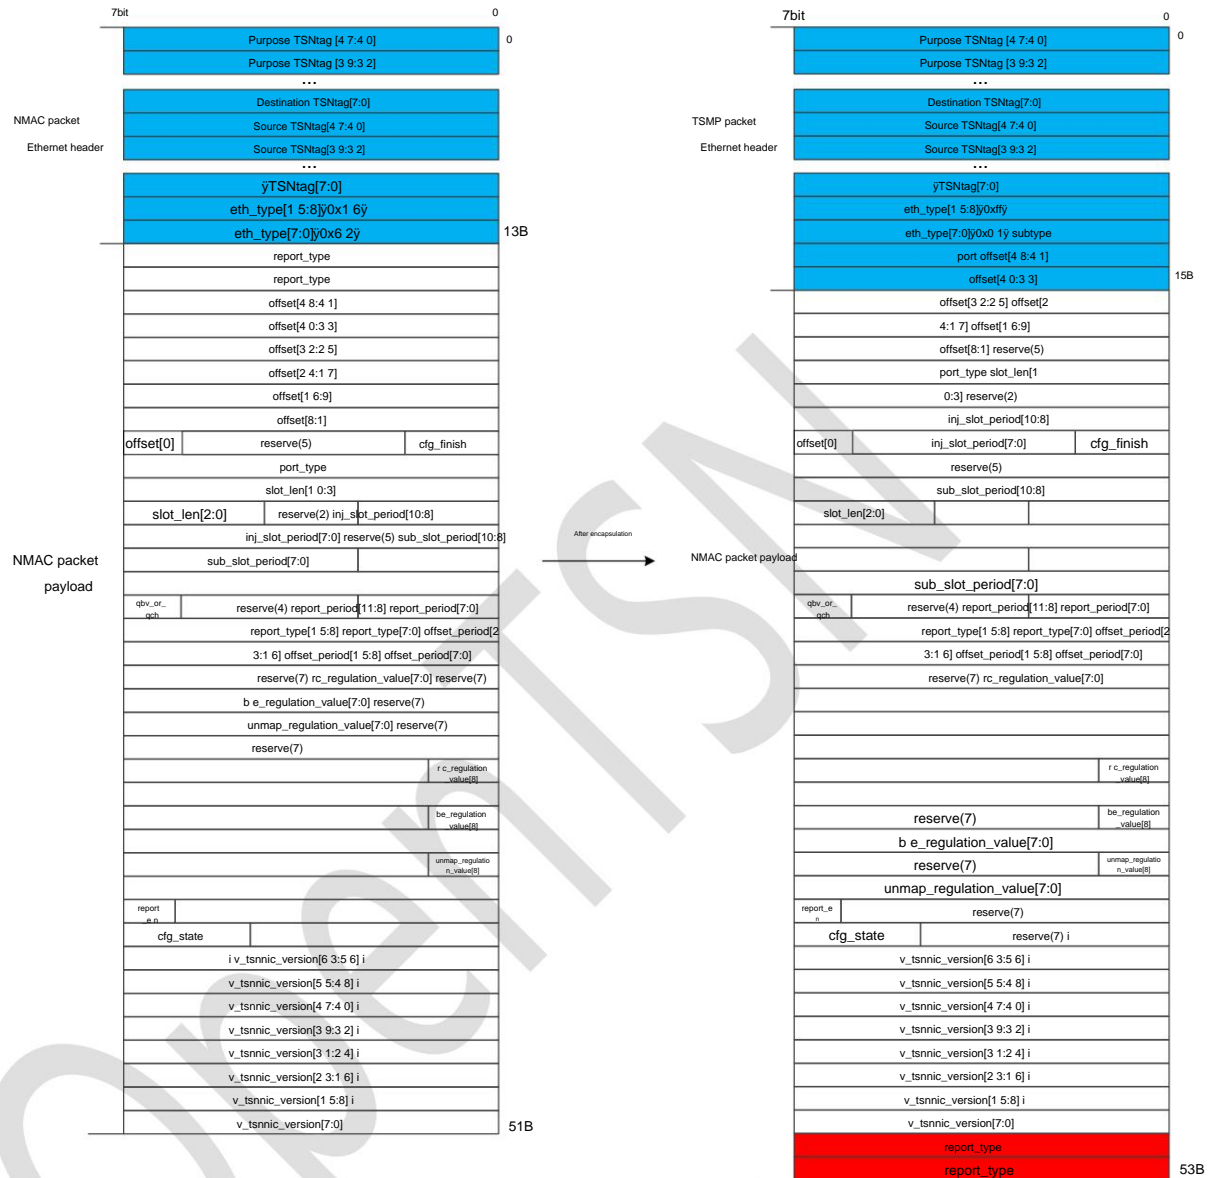 7bit
0
Purpose TSNtag [4 7:4 0]
0
Purpose TSNtag [3 9:3 2]
...
Destination TSNtag[7:0]
NMAC packet
Source TSNtag[4 7:4 0]
Ethernet header
Source TSNtag[3 9:3 2]
...
ÿTSNtag[7:0]
eth_type[1 5:8]ÿ0x1 6ÿ
eth_type[7:0]ÿ0x6 2ÿ
13B
report_type
report_type
offset[4 8:4 1]
offset[4 0:3 3]
offset[3 2:2 5]
offset[2 4:1 7]
offset[1 6:9]
offset[8:1]
offset[0]
reserve(5)
cfg_finish
port_type
slot_len[1 0:3]
slot_len[2:0]
reserve(2) inj_slot_period[10:8]
inj_slot_period[7:0] reserve(5) sub_slot_period[10:8]
NMAC packet
payload
sub_slot_period[7:0]
qbv_or_
qch
reserve(4) report_period[11:8] report_period[7:0]
report_type[1 5:8] report_type[7:0] offset_period[2
3:1 6] offset_period[1 5:8] offset_period[7:0]
reserve(7) rc_regulation_value[7:0] reserve(7)
b e_regulation_value[7:0] reserve(7)
unmap_regulation_value[7:0] reserve(7)
reserve(7)
r c_regulation
_value[8]
be_regulation
_value[8]
unmap_regulatio
n_value[8]
report
_e n
cfg_state
i v_tsnnic_version[6 3:5 6] i
v_tsnnic_version[5 5:4 8] i
v_tsnnic_version[4 7:4 0] i
v_tsnnic_version[3 9:3 2] i
v_tsnnic_version[3 1:2 4] i
v_tsnnic_version[2 3:1 6] i
v_tsnnic_version[1 5:8] i
v_tsnnic_version[7:0]
51B
After encapsulation
7bit
0
Purpose TSNtag [4 7:4 0]
0
Purpose TSNtag [3 9:3 2]
...
Destination TSNtag[7:0]
TSMP packet
Source TSNtag[4 7:4 0]
Ethernet header
Source TSNtag[3 9:3 2]
...
ÿTSNtag[7:0]
eth_type[1 5:8]ÿ0xffÿ
eth_type[7:0]ÿ0x0 1ÿ subtype
port offset[4 8:4 1]
offset[4 0:3 3]
15B
offset[3 2:2 5] offset[2
4:1 7] offset[1 6:9]
offset[8:1] reserve(5)
port_type slot_len[1
0:3] reserve(2)
inj_slot_period[10:8]
offset[0]
inj_slot_period[7:0]
cfg_finish
reserve(5)
sub_slot_period[10:8]
slot_len[2:0]
NMAC packet payload
sub_slot_period[7:0]
qbv_or_
qch
reserve(4) report_period[11:8] report_period[7:0]
report_type[1 5:8] report_type[7:0] offset_period[2
3:1 6] offset_period[1 5:8] offset_period[7:0]
reserve(7) rc_regulation_value[7:0]
r c_regulation
_value[8]
reserve(7)
be_regulation
_value[8]
b e_regulation_value[7:0]
reserve(7)
unmap_regulatio
n_value[8]
unmap_regulation_value[7:0]
report_e
n
reserve(7)
cfg_state
reserve(7) i
v_tsnnic_version[6 3:5 6] i
v_tsnnic_version[5 5:4 8] i
v_tsnnic_version[4 7:4 0] i
v_tsnnic_version[3 9:3 2] i
v_tsnnic_version[3 1:2 4] i
v_tsnnic_version[2 3:1 6] i
v_tsnnic_version[1 5:8] i
v_tsnnic_version[7:0]
report_type
report_type
53B
OpenTSN